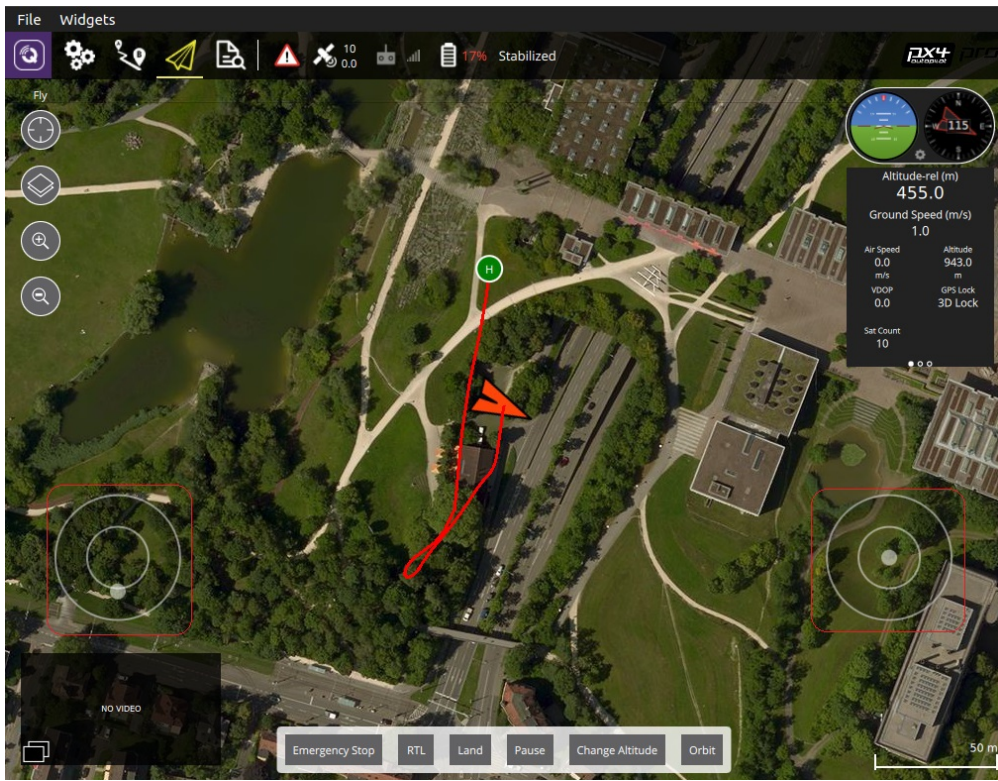 File Widgets
10
0.0
17% Stabilized
px4 pro
autopilot
Fly
N
W 115 E
S
Altitude-rel (m)
455.0
Ground Speed (m/s)
1.0
Air Speed Altitude
0.0 943.0
m/s m
VDOP GPS Lock
0.0 3D Lock
Sat Count
10
H
NO VIDEO
Emergency Stop RTL Land Pause Change Altitude Orbit
50 m